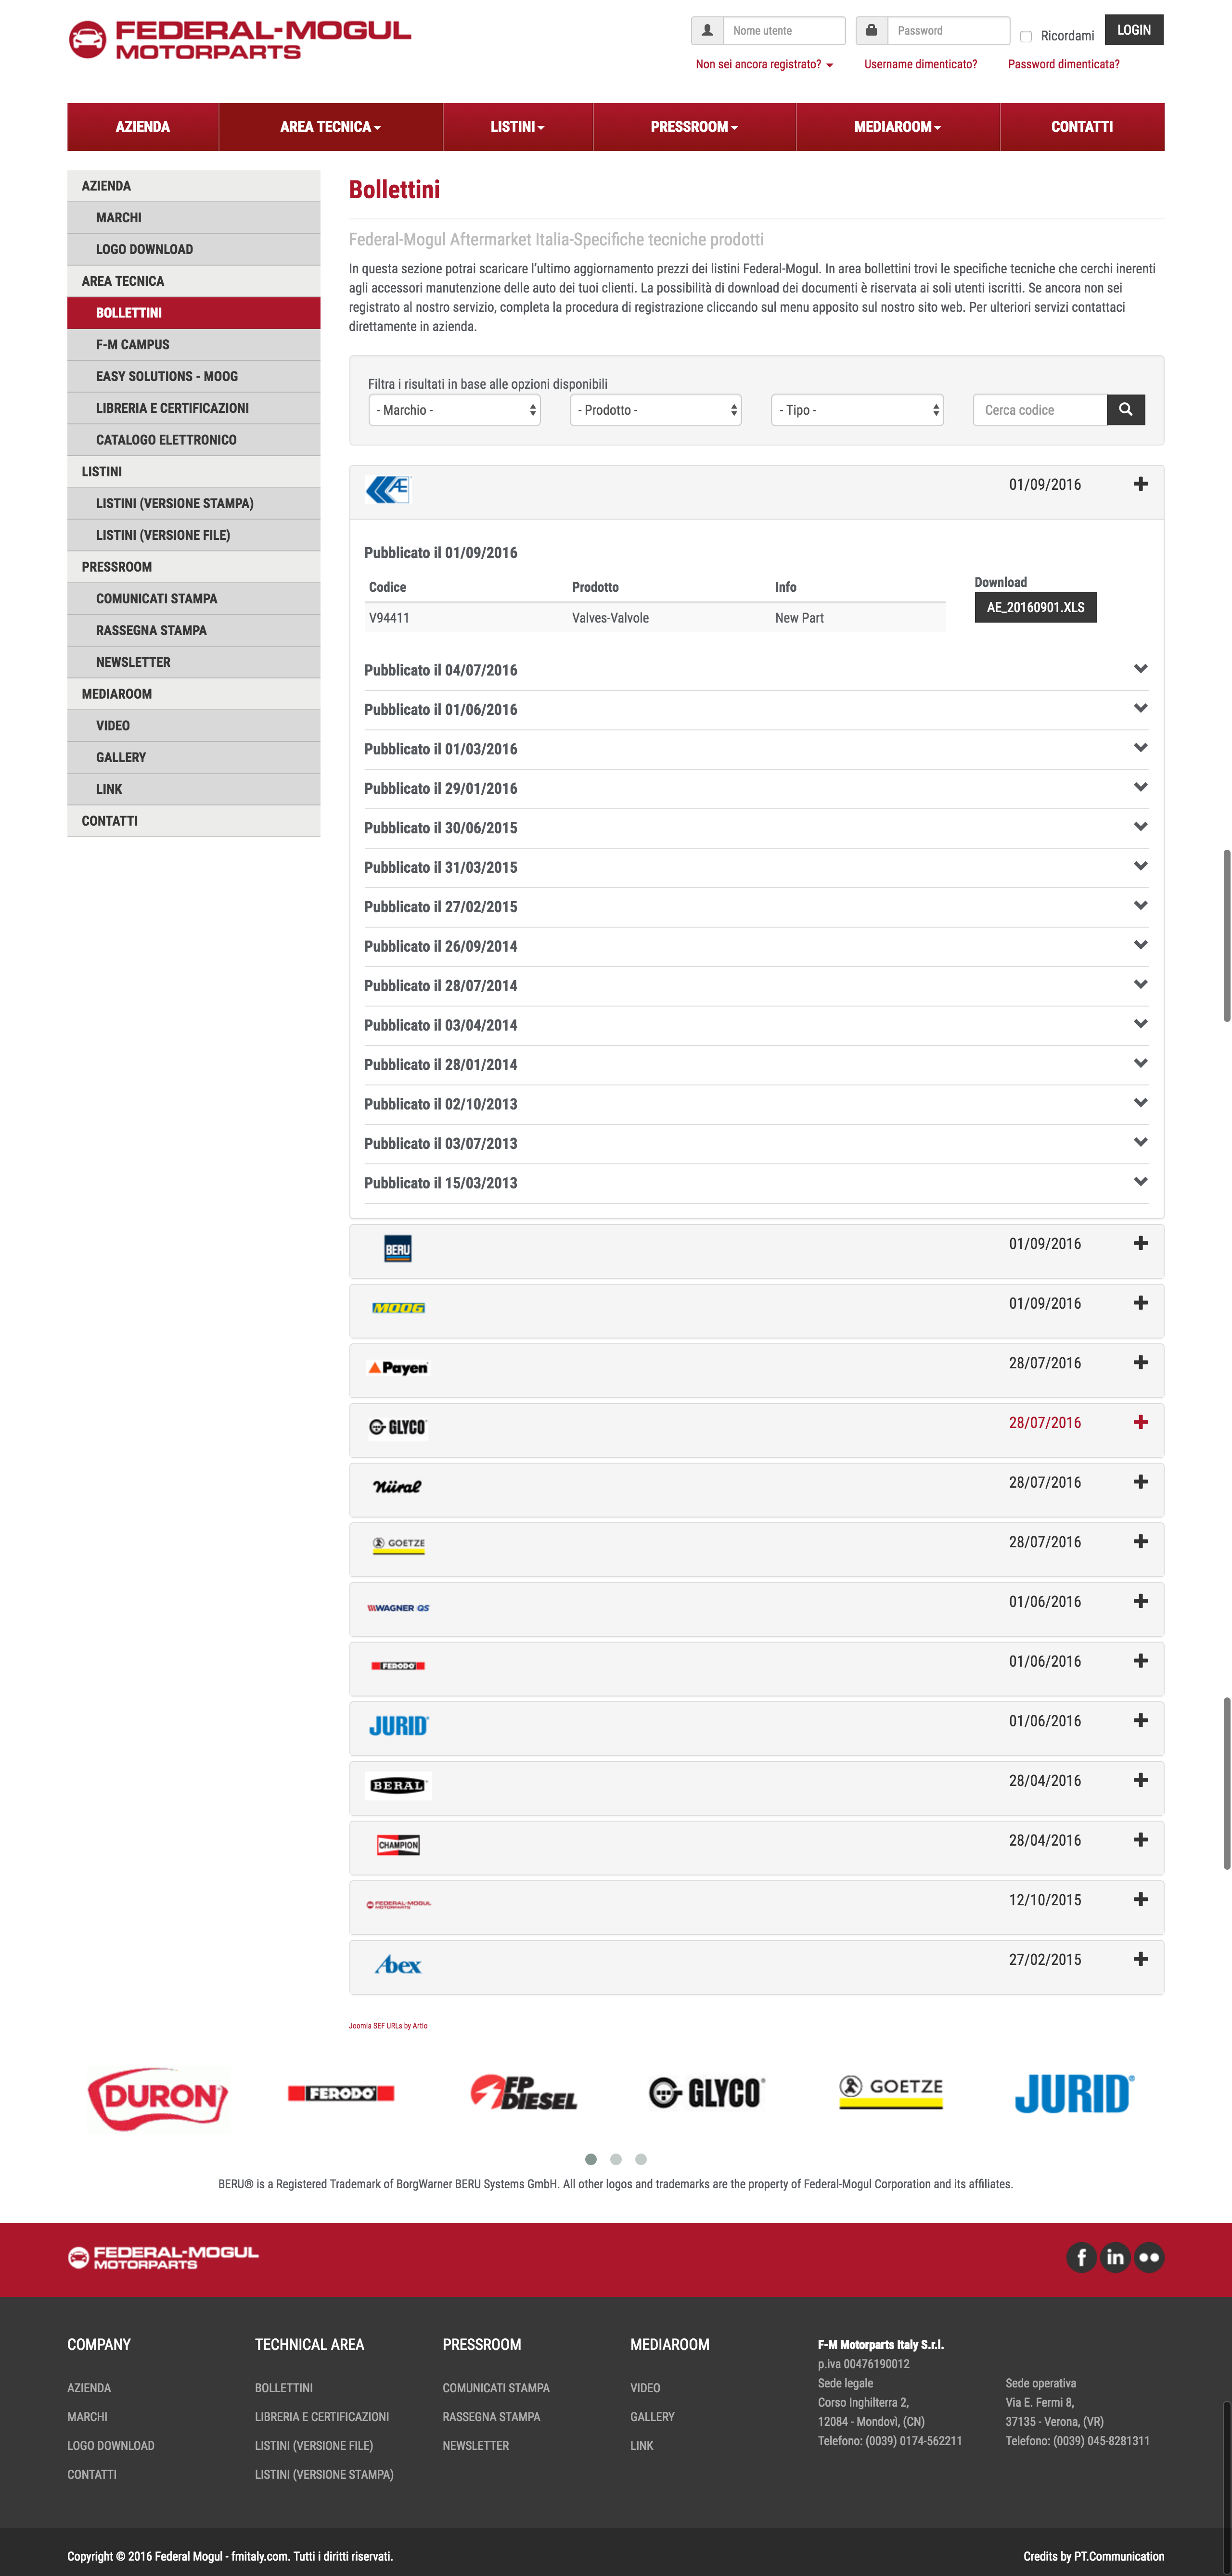 FEDERAL-MOGUL
MOTORPARTS
Nome utente
Password
Ricordami
LOGIN
Non sei ancora registrato?
Username dimenticato?
Password dimenticata?
AZIENDA
AREA TECNICA
LISTINI
PRESSROOM
MEDIAROOM
CONTATTI
AZIENDA
MARCHI
LOGO DOWNLOAD
AREA TECNICA
BOLLETTINI
F-M CAMPUS
EASY SOLUTIONS - MOOG
LIBRERIA E CERTIFICAZIONI
CATALOGO ELETTRONICO
LISTINI
LISTINI (VERSIONE STAMPA)
LISTINI (VERSIONE FILE)
PRESSROOM
COMUNICATI STAMPA
RASSEGNA STAMPA
NEWSLETTER
MEDIAROOM
VIDEO
GALLERY
LINK
CONTATTI
Bollettini
Federal-Mogul Aftermarket Italia-Specifiche tecniche prodotti
In questa sezione potrai scaricare l'ultimo aggiornamento prezzi dei listini Federal-Mogul. In area bollettini trovi le specifiche tecniche che cerchi inerenti
agli accessori manutenzione delle auto dei tuoi clienti. La possibilità di download dei documenti è riservata ai soli utenti iscritti. Se ancora non sei
registrato al nostro servizio, completa la procedura di registrazione cliccando sul menu apposito sul nostro sito web. Per ulteriori servizi contattaci
direttamente in azienda.
Filtra i risultati in base alle opzioni disponibili
- Marchio -
- Prodotto -
- Tipo -
Cerca codice
AE 01/09/2016
Pubblicato il 01/09/2016
Codice Prodotto Info Download
V94411 Valves-Valvole New Part AE_20160901.XLS
Pubblicato il 04/07/2016
Pubblicato il 01/06/2016
Pubblicato il 01/03/2016
Pubblicato il 29/01/2016
Pubblicato il 30/06/2015
Pubblicato il 31/03/2015
Pubblicato il 27/02/2015
Pubblicato il 26/09/2014
Pubblicato il 28/07/2014
Pubblicato il 03/04/2014
Pubblicato il 28/01/2014
Pubblicato il 02/10/2013
Pubblicato il 03/07/2013
Pubblicato il 15/03/2013
BERU 01/09/2016
MOOG 01/09/2016
Payen 28/07/2016
GLYCO 28/07/2016
Nüral 28/07/2016
GOETZE 28/07/2016
WAGNER QS 01/06/2016
FERODO 01/06/2016
JURID 01/06/2016
BERAL 28/04/2016
CHAMPION 28/04/2016
FEDERAL-MOGUL MOTORPARTS 12/10/2015
Abex 27/02/2015
Joomla SEF URLs by Artio
DURON
FERODO
FP DIESEL
GLYCO
GOETZE
JURID
BERU® is a Registered Trademark of BorgWarner BERU Systems GmbH. All other logos and trademarks are the property of Federal-Mogul Corporation and its affiliates.
FEDERAL-MOGUL
MOTORPARTS
COMPANY
AZIENDA
MARCHI
LOGO DOWNLOAD
CONTATTI
TECHNICAL AREA
BOLLETTINI
LIBRERIA E CERTIFICAZIONI
LISTINI (VERSIONE FILE)
LISTINI (VERSIONE STAMPA)
PRESSROOM
COMUNICATI STAMPA
RASSEGNA STAMPA
NEWSLETTER
MEDIAROOM
VIDEO
GALLERY
LINK
F-M Motorparts Italy S.r.l.
p.iva 00476190012
Sede legale
Corso Inghilterra 2,
12084 - Mondovì, (CN)
Telefono: (0039) 0174-562211
Sede operativa
Via E. Fermi 8,
37135 - Verona, (VR)
Telefono: (0039) 045-8281311
Copyright © 2016 Federal Mogul - fmitaly.com. Tutti i diritti riservati.
Credits by PT.Communication